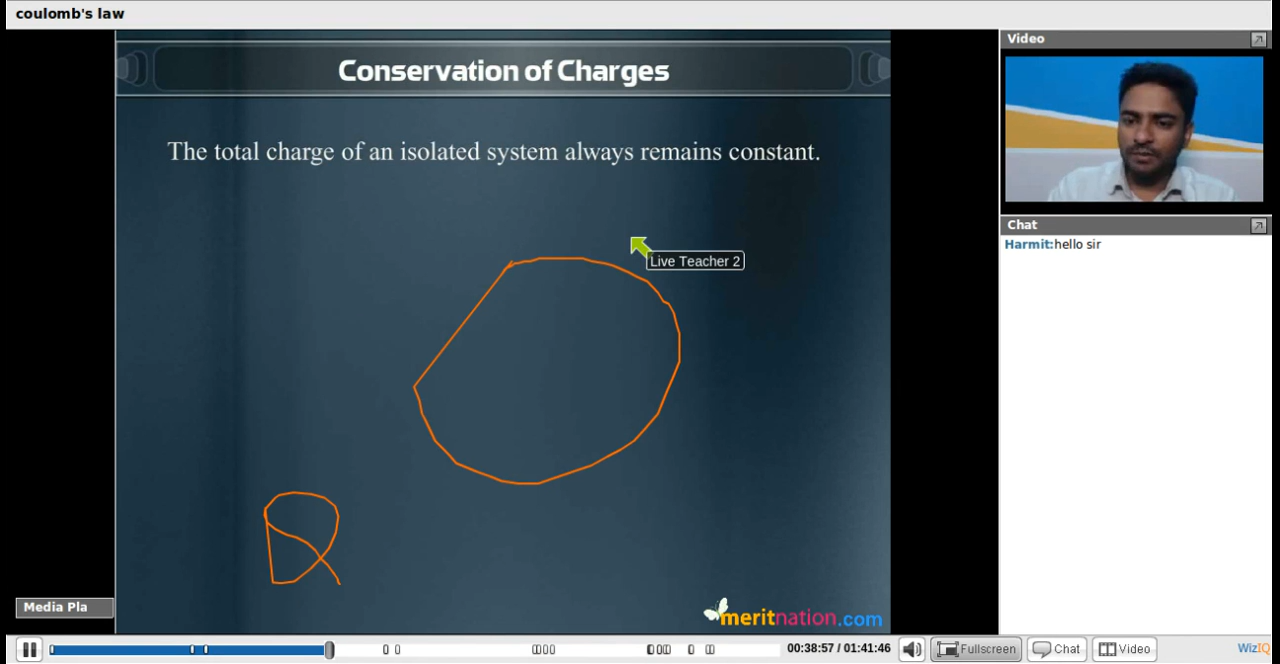 coulomb's law
Conservation of Charges
The total charge of an isolated system always remains constant.
Live Teacher 2
Media Pla
meritnation.com
Video
Chat
Harmit:hello sir
00:38:57 / 01:41:46
Fullscreen
Chat
Video
WizIQ